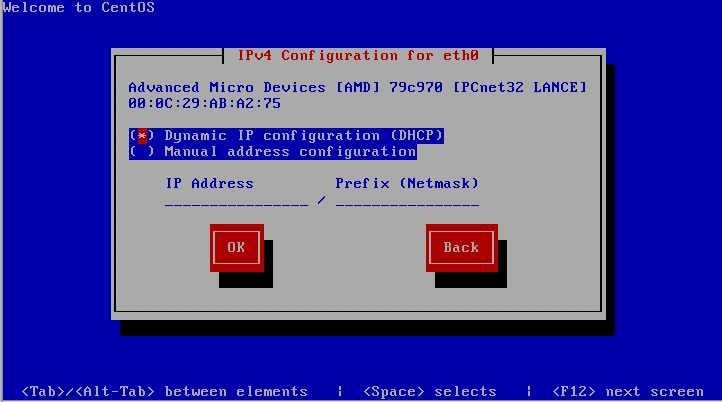 Welcome to CentOS
IPv4 Configuration for eth0
Advanced Micro Devices [AMD] 79c970 [PCnet32 LANCE]
00:0C:29:AB:A2:75
(*) Dynamic IP configuration (DHCP)
( ) Manual address configuration
IP Address Prefix (Netmask)
________________ / ________________
OK Back
<Tab>/<Alt-Tab> between elements | <Space> selects | <F12> next screen